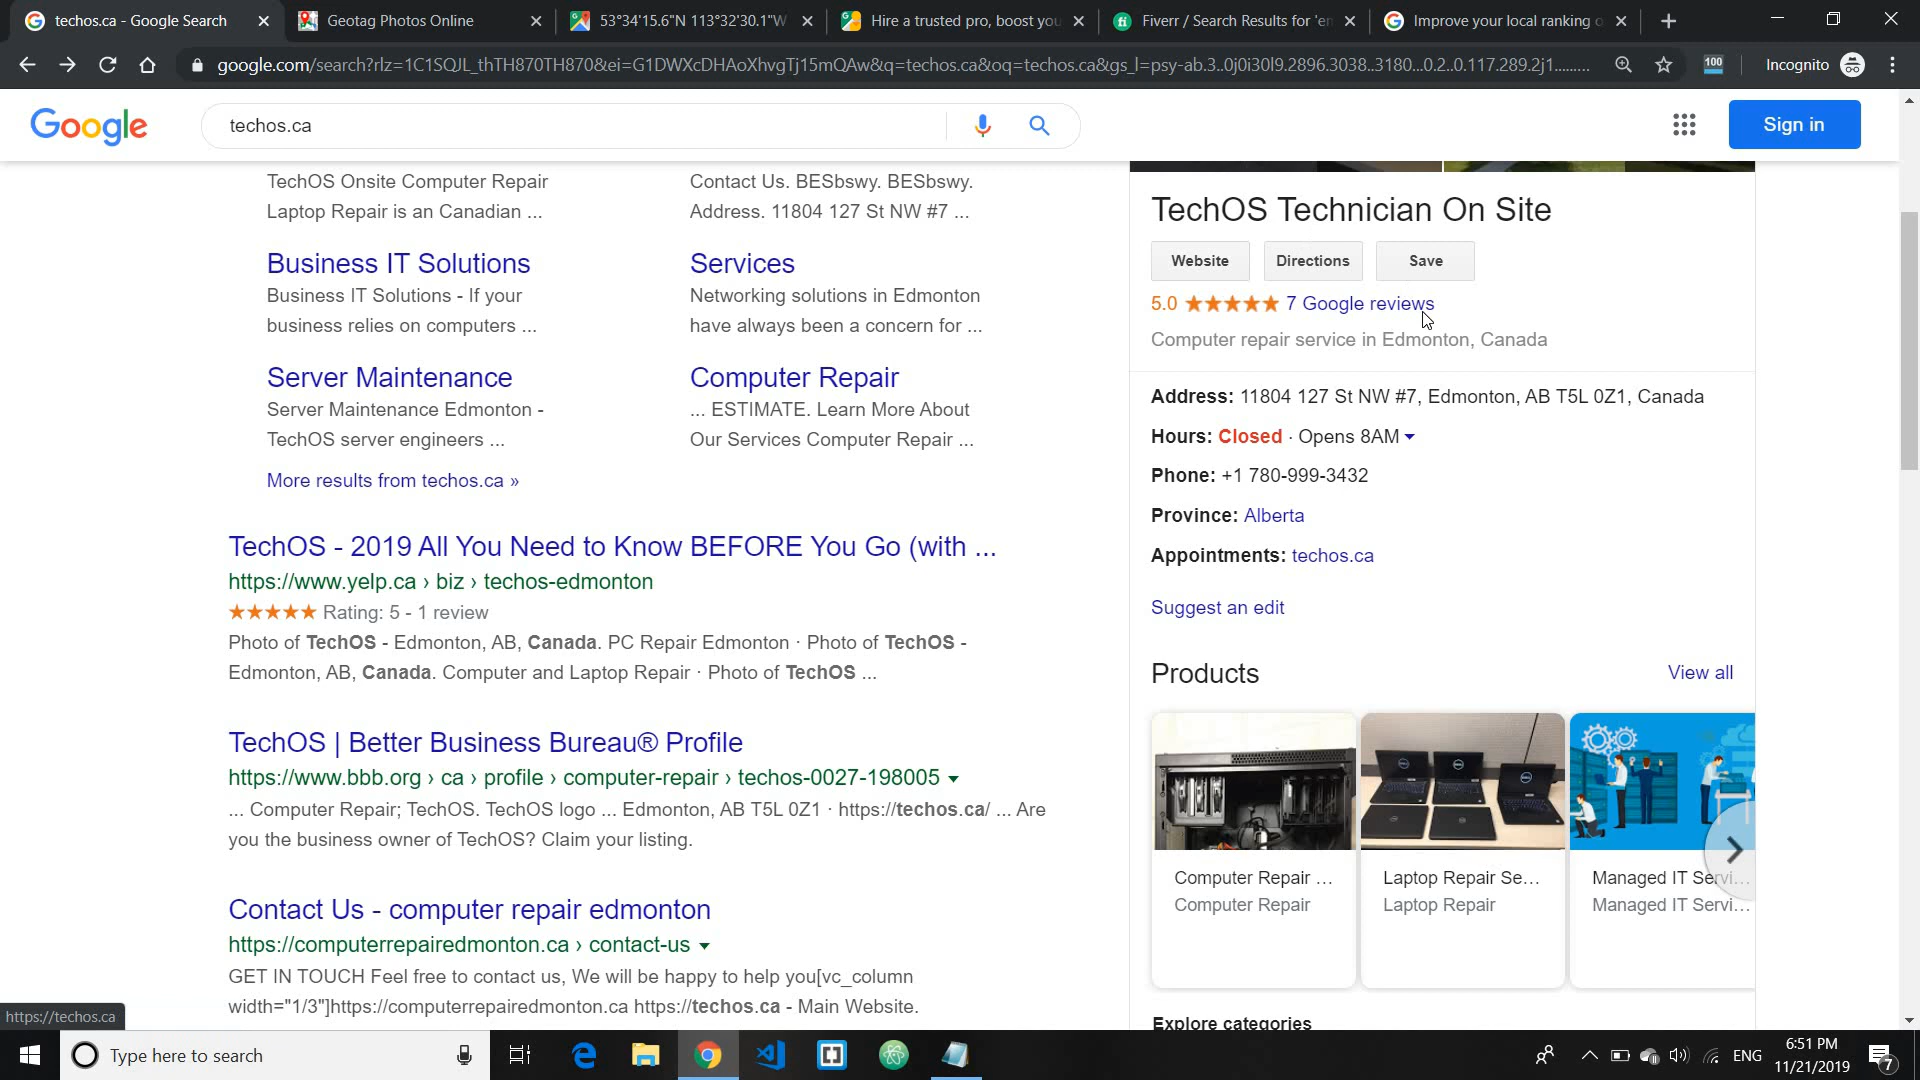 techos.ca - Google Search
Geotag Photos Online
53°34'15.6"N 113°32'30.1"W
Hire a trusted pro, boost you
Fiverr / Search Results for 'em
Improve your local ranking o
google.com/search?rlz=1C1SQJL_thTH870TH870&ei=G1DWXcDHAoXhvgTj15mQAw&q=techos.ca&oq=techos.ca&gs_l=psy-ab.3..0j0i30l9.2896.3038..3180...0.2..0.117.289.2j1.........
100
Incognito
Google
techos.ca
Sign in
TechOS Onsite Computer Repair
Laptop Repair is an Canadian ...
Contact Us. BESbswy. BESbswy.
Address. 11804 127 St NW #7 ...
Business IT Solutions
Business IT Solutions - If your
business relies on computers ...
Services
Networking solutions in Edmonton
have always been a concern for ...
Server Maintenance
Server Maintenance Edmonton -
TechOS server engineers ...
Computer Repair
... ESTIMATE. Learn More About
Our Services Computer Repair ...
More results from techos.ca »
TechOS - 2019 All You Need to Know BEFORE You Go (with ...
https://www.yelp.ca › biz › techos-edmonton
★★★★★ Rating: 5 - 1 review
Photo of TechOS - Edmonton, AB, Canada. PC Repair Edmonton · Photo of TechOS -
Edmonton, AB, Canada. Computer and Laptop Repair · Photo of TechOS ...
TechOS | Better Business Bureau® Profile
https://www.bbb.org › ca › profile › computer-repair › techos-0027-198005
... Computer Repair; TechOS. TechOS logo ... Edmonton, AB T5L 0Z1 · https://techos.ca/ ... Are
you the business owner of TechOS? Claim your listing.
Contact Us - computer repair edmonton
https://computerrepairedmonton.ca › contact-us
GET IN TOUCH Feel free to contact us, We will be happy to help you[vc_column
width="1/3"]https://computerrepairedmonton.ca https://techos.ca - Main Website.
TechOS Technician On Site
Website
Directions
Save
5.0 ★★★★★ 7 Google reviews
Computer repair service in Edmonton, Canada
Address: 11804 127 St NW #7, Edmonton, AB T5L 0Z1, Canada
Hours: Closed · Opens 8AM
Phone: +1 780-999-3432
Province: Alberta
Appointments: techos.ca
Suggest an edit
Products
View all
Computer Repair ...
Computer Repair
Laptop Repair Se...
Laptop Repair
Managed IT Servi...
Managed IT Servi...
Explore categories
https://techos.ca
Type here to search
ENG
6:51 PM
11/21/2019
7